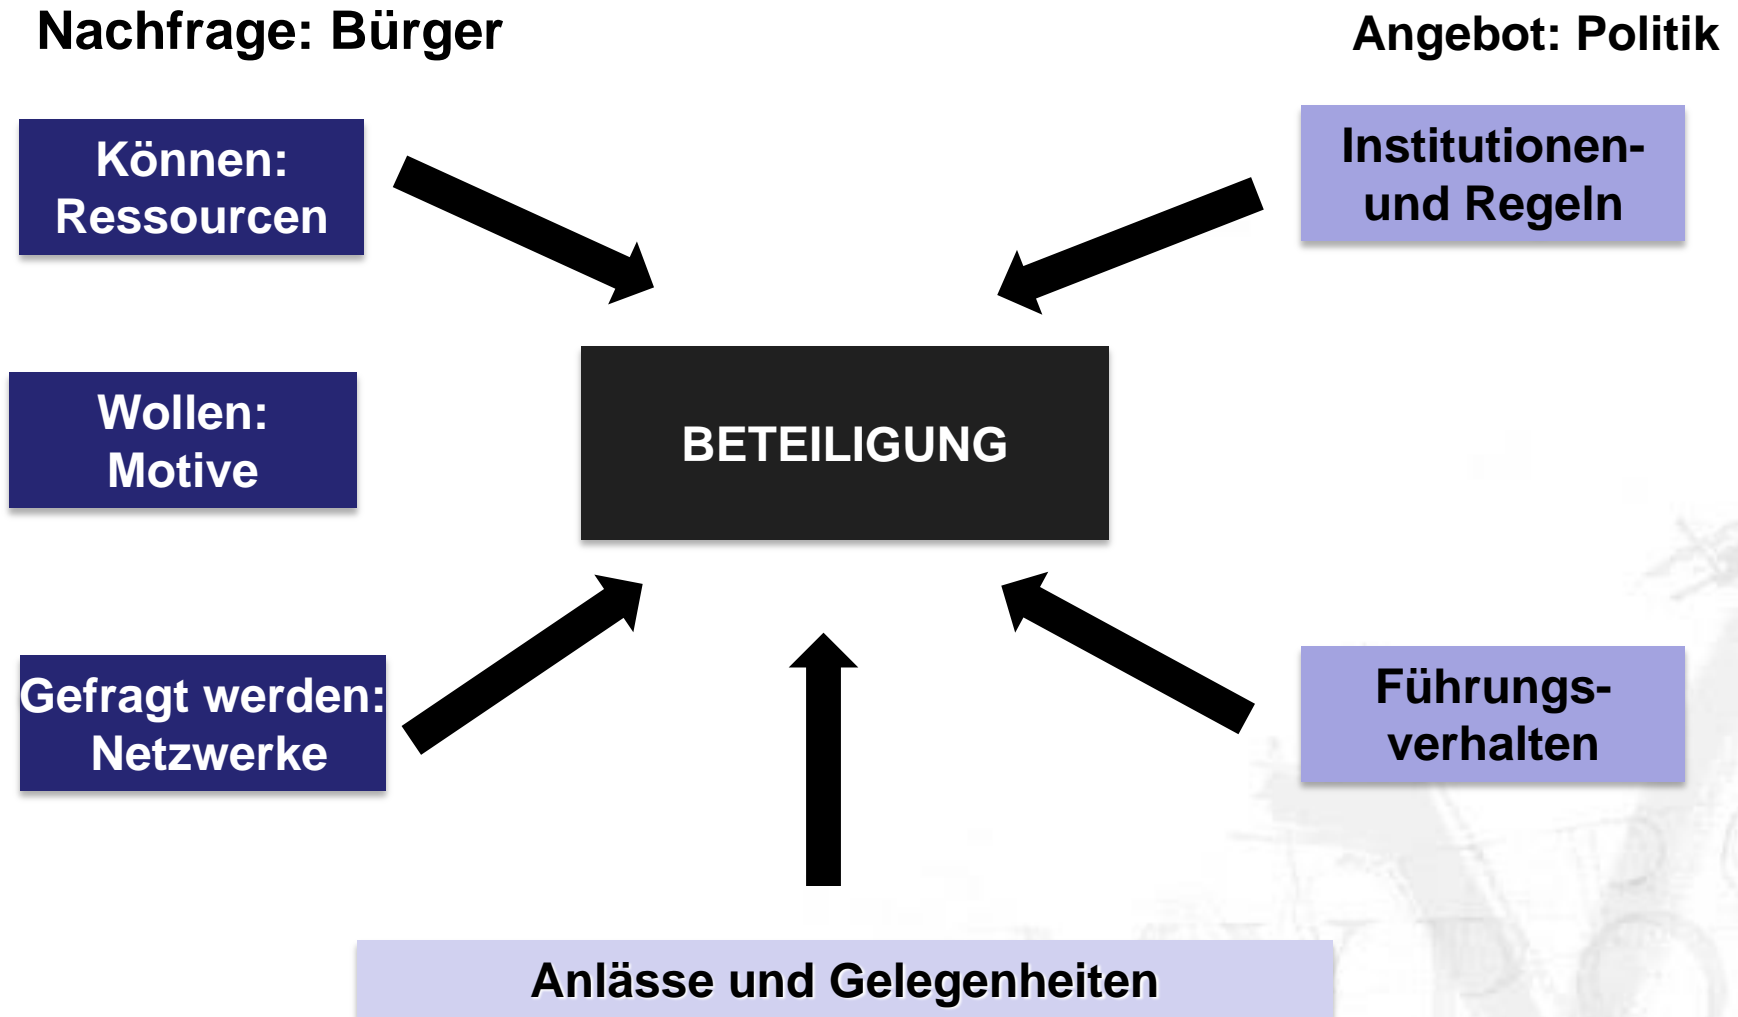 Nachfrage: Bürger
Angebot: Politik
Können:
Ressourcen
Institutionen-
und Regeln
Wollen:
Motive
BETEILIGUNG
Gefragt werden:
Netzwerke
Führungs-
verhalten
Anlässe und Gelegenheiten